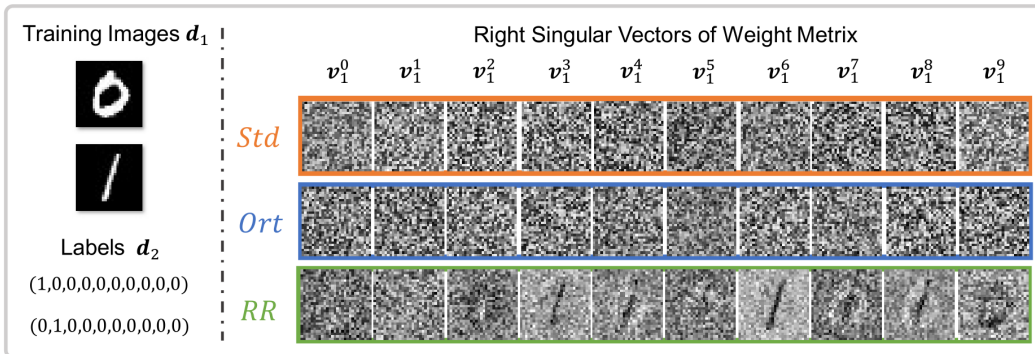 Training Images d₁
Labels d₂
(1,0,0,0,0,0,0,0,0,0)
(0,1,0,0,0,0,0,0,0,0)
Right Singular Vectors of Weight Metrix
v₁⁰ v₁¹ v₁² v₁³ v₁⁴ v₁⁵ v₁⁶ v₁⁷ v₁⁸ v₁⁹
Std
Ort
RR